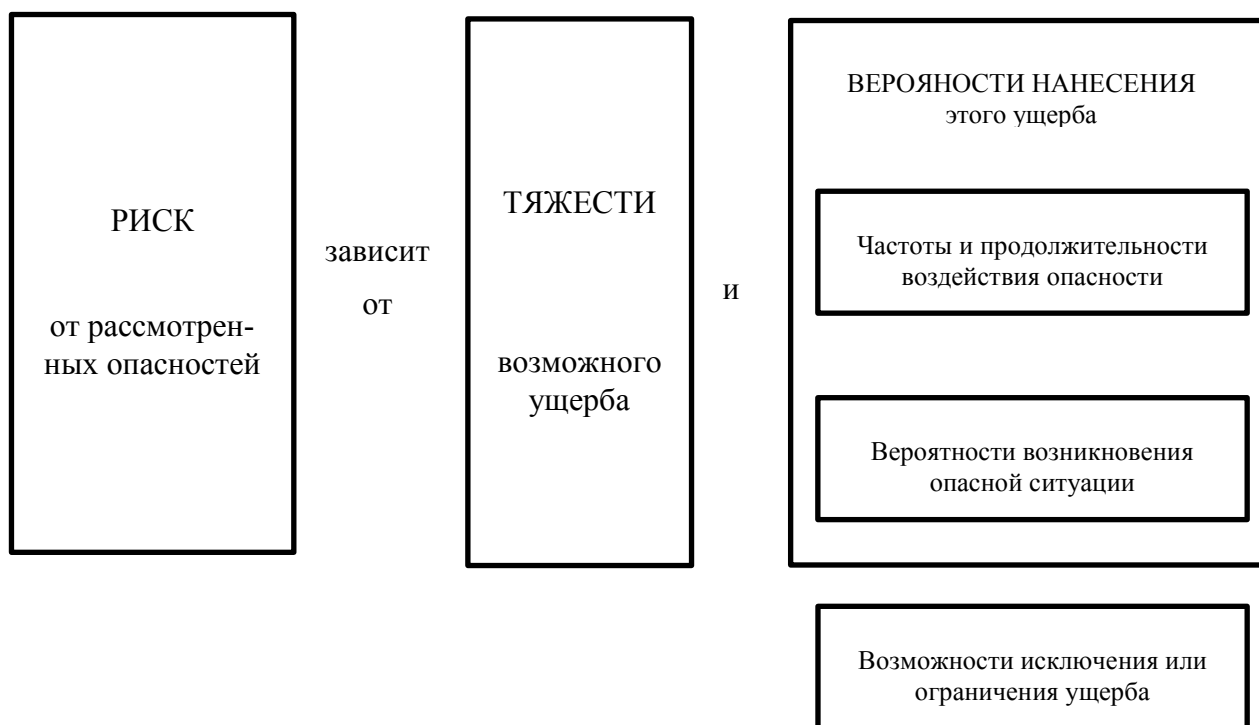 РИСК
от рассмотрен-
ных опасностей
зависит
от
ТЯЖЕСТИ
возможного
ущерба
и
ВЕРОЯНОСТИ НАНЕСЕНИЯ
этого ущерба
Частоты и продолжительности
воздействия опасности
Вероятности возникновения
опасной ситуации
Возможности исключения или
ограничения ущерба